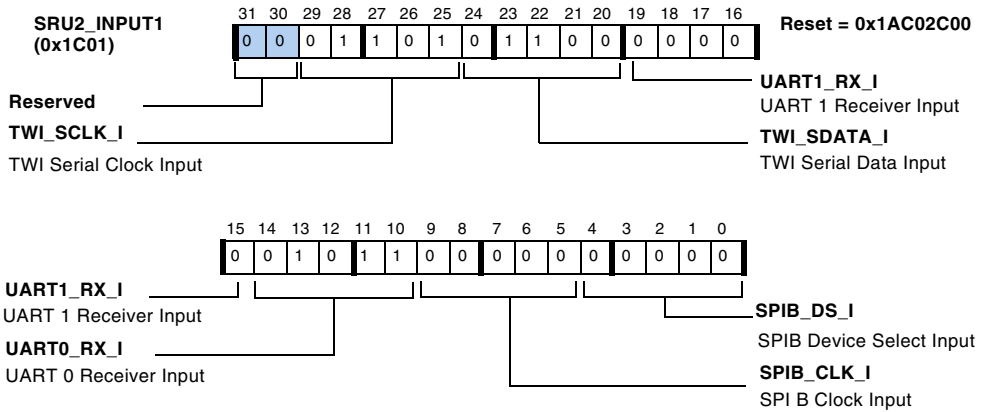 SRU2_INPUT1
(0x1C01)
31 30 29 28 27 26 25 24 23 22 21 20 19 18 17 16
0 0 0 1 1 0 1 0 1 1 0 0 0 0 0 0
Reset = 0x1AC02C00
Reserved
TWI_SCLK_I
TWI Serial Clock Input
UART1_RX_I
UART 1 Receiver Input
TWI_SDATA_I
TWI Serial Data Input
15 14 13 12 11 10 9 8 7 6 5 4 3 2 1 0
0 0 1 0 1 1 0 0 0 0 0 0 0 0 0 0
UART1_RX_I
UART 1 Receiver Input
UART0_RX_I
UART 0 Receiver Input
SPIB_DS_I
SPIB Device Select Input
SPIB_CLK_I
SPI B Clock Input